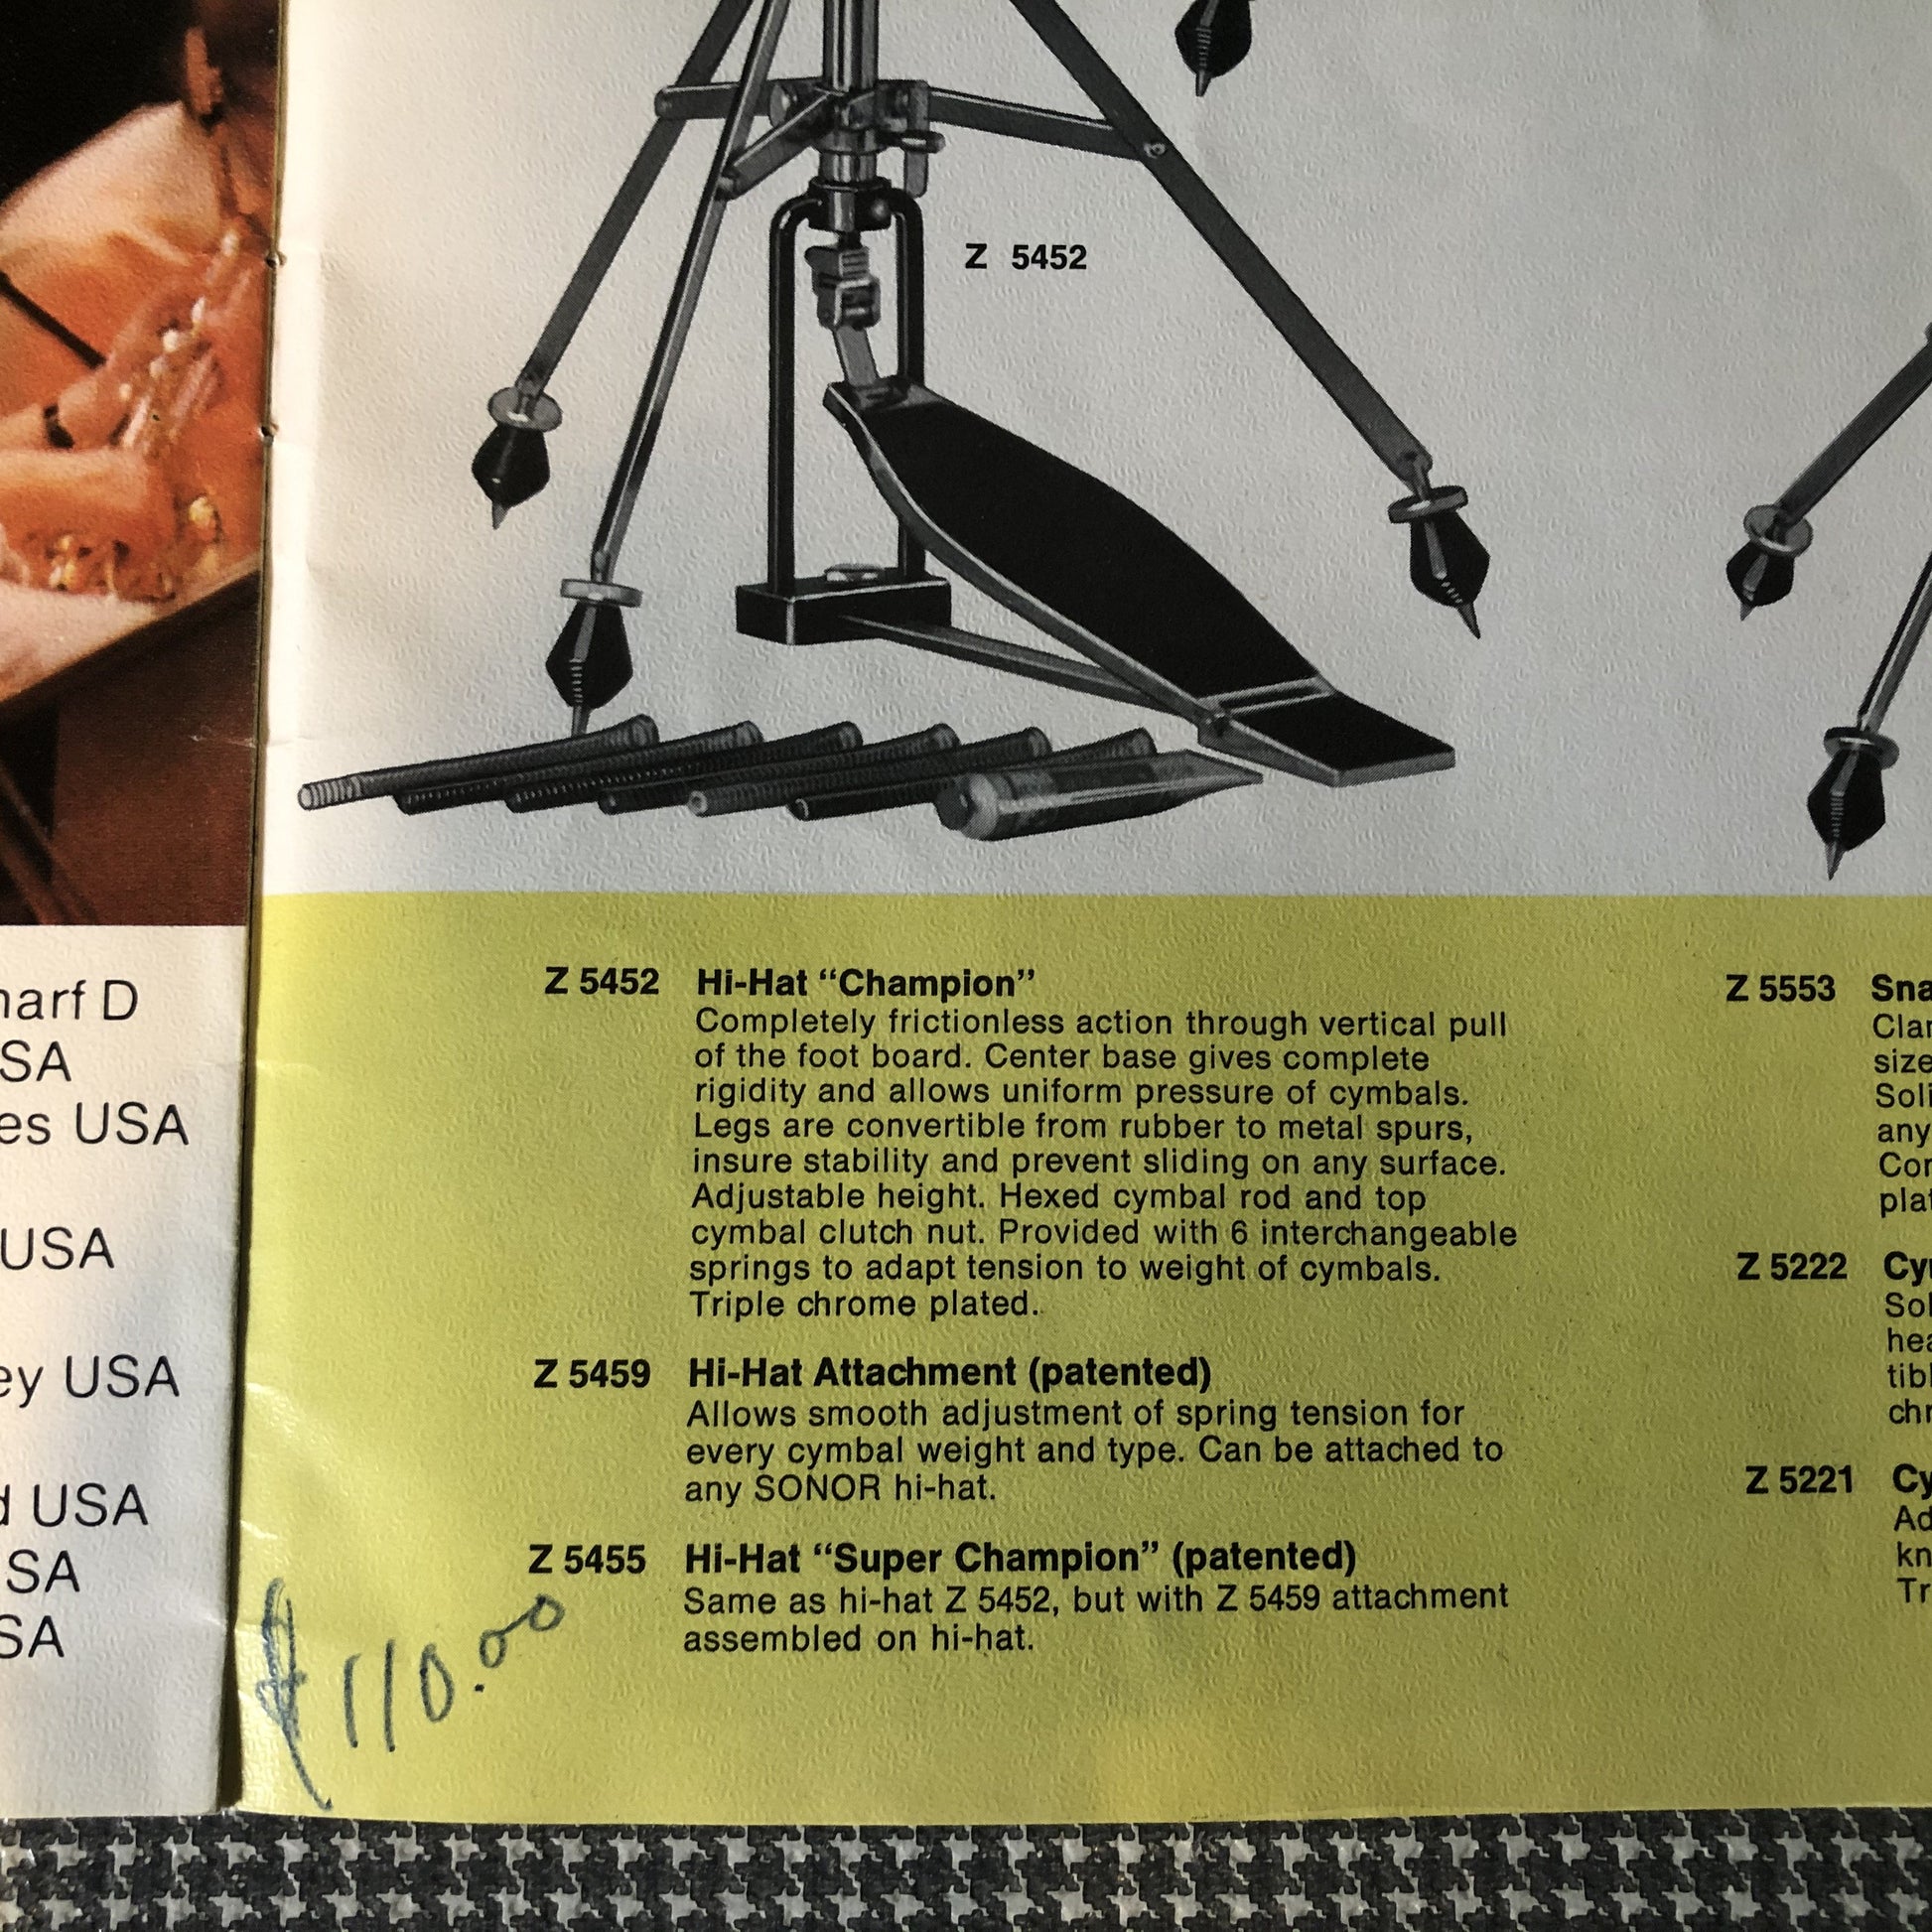 D
USA
Z 5452
Z 5452 Hi-Hat “Champion”
Completely frictionless action through vertical pull
of the foot board. Center base gives complete
rigidity and allows uniform pressure of cymbals.
Legs are convertible from rubber to metal spurs,
insure stability and prevent sliding on any surface.
Adjustable height. Hexed cymbal rod and top
cymbal clutch nut. Provided with 6 interchangeable
springs to adapt tension to weight of cymbals.
Triple chrome plated.
Z 5459 Hi-Hat Attachment (patented)
Allows smooth adjustment of spring tension for
every cymbal weight and type. Can be attached to
any SONOR hi-hat.
Z 5455 Hi-Hat “Super Champion” (patented)
Same as hi-hat Z 5452, but with Z 5459 attachment
assembled on hi-hat.
$110.00
Z 5553
any
Z 5222
Z 5221
USA
USA
USA
USA